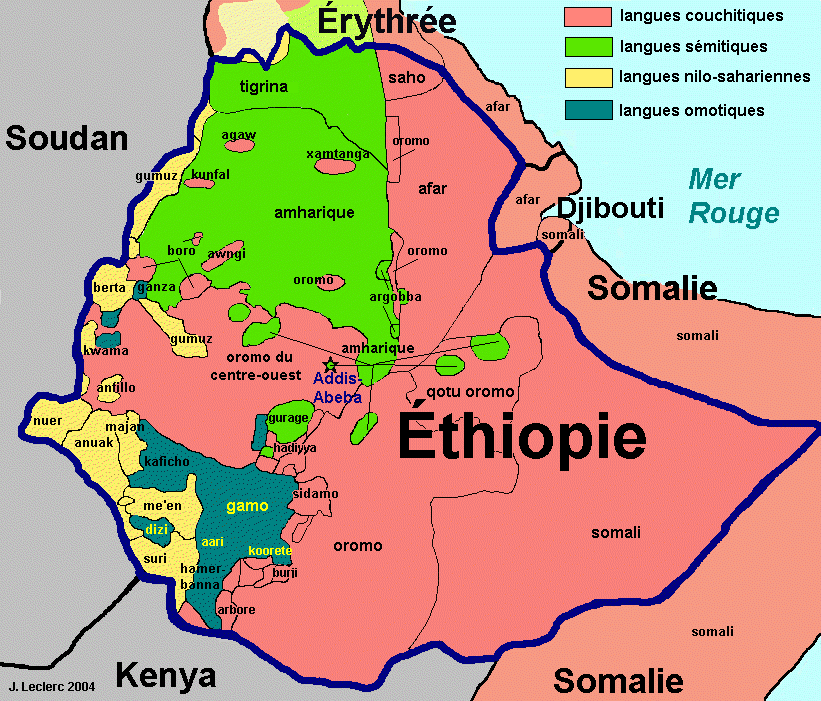 Érythrée
langues couchitiques
langues sémitiques
langues nilo-sahariennes
langues omotiques
Soudan
tigrina
saho
afar
agaw
xamtanga
oromo
gumuz
kunfal
afar
amharique
afar
Djibouti
Mer
Rouge
somali
boro
awngi
oromo
berta
ganza
oromo
argobba
Somalie
somali
kwama
gumuz
oromo du
centre-ouest
amharique
Addis-
Abeba
qotu oromo
anfillo
nuer
anuak
majan
gurage
Éthiopie
hadiyya
kaficho
sidamo
me'en
gamo
dizi
aari
koorete
oromo
somali
suri
hamer-
banna
burji
arbore
somali
Kenya
Somalie
J. Leclerc 2004